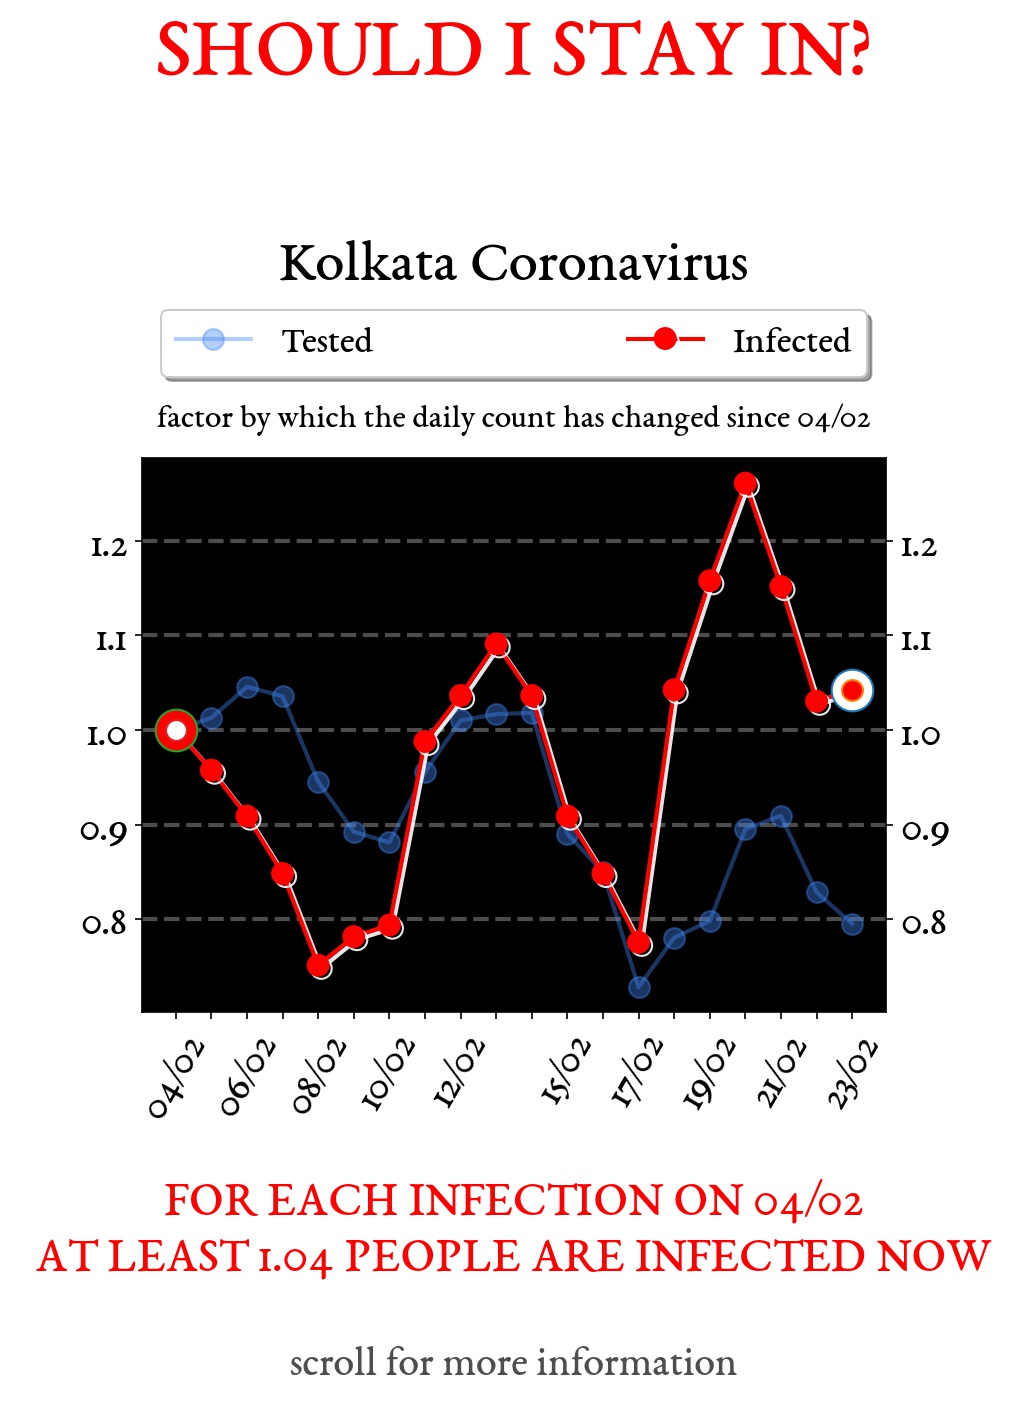 SHOULD I STAY IN?
Kolkata Coronavirus
Tested Infected
factor by which the daily count has changed since 04/02
1.2 1.2
1.1 1.1
1.0 1.0
0.9 0.9
0.8 0.8
04/02 06/02 08/02 10/02 12/02 15/02 17/02 19/02 21/02 23/02
FOR EACH INFECTION ON 04/02
AT LEAST 1.04 PEOPLE ARE INFECTED NOW
scroll for more information